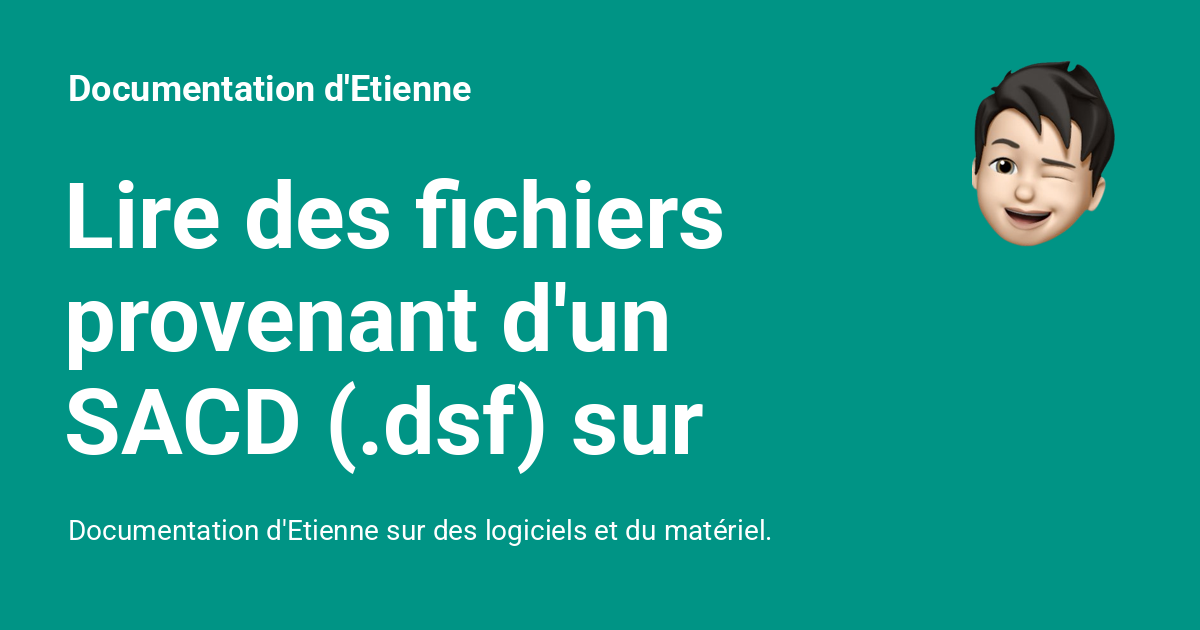 Documentation d'Etienne
Lire des fichiers
provenant d'un
SACD (.dsf) sur
Documentation d'Etienne sur des logiciels et du matériel.